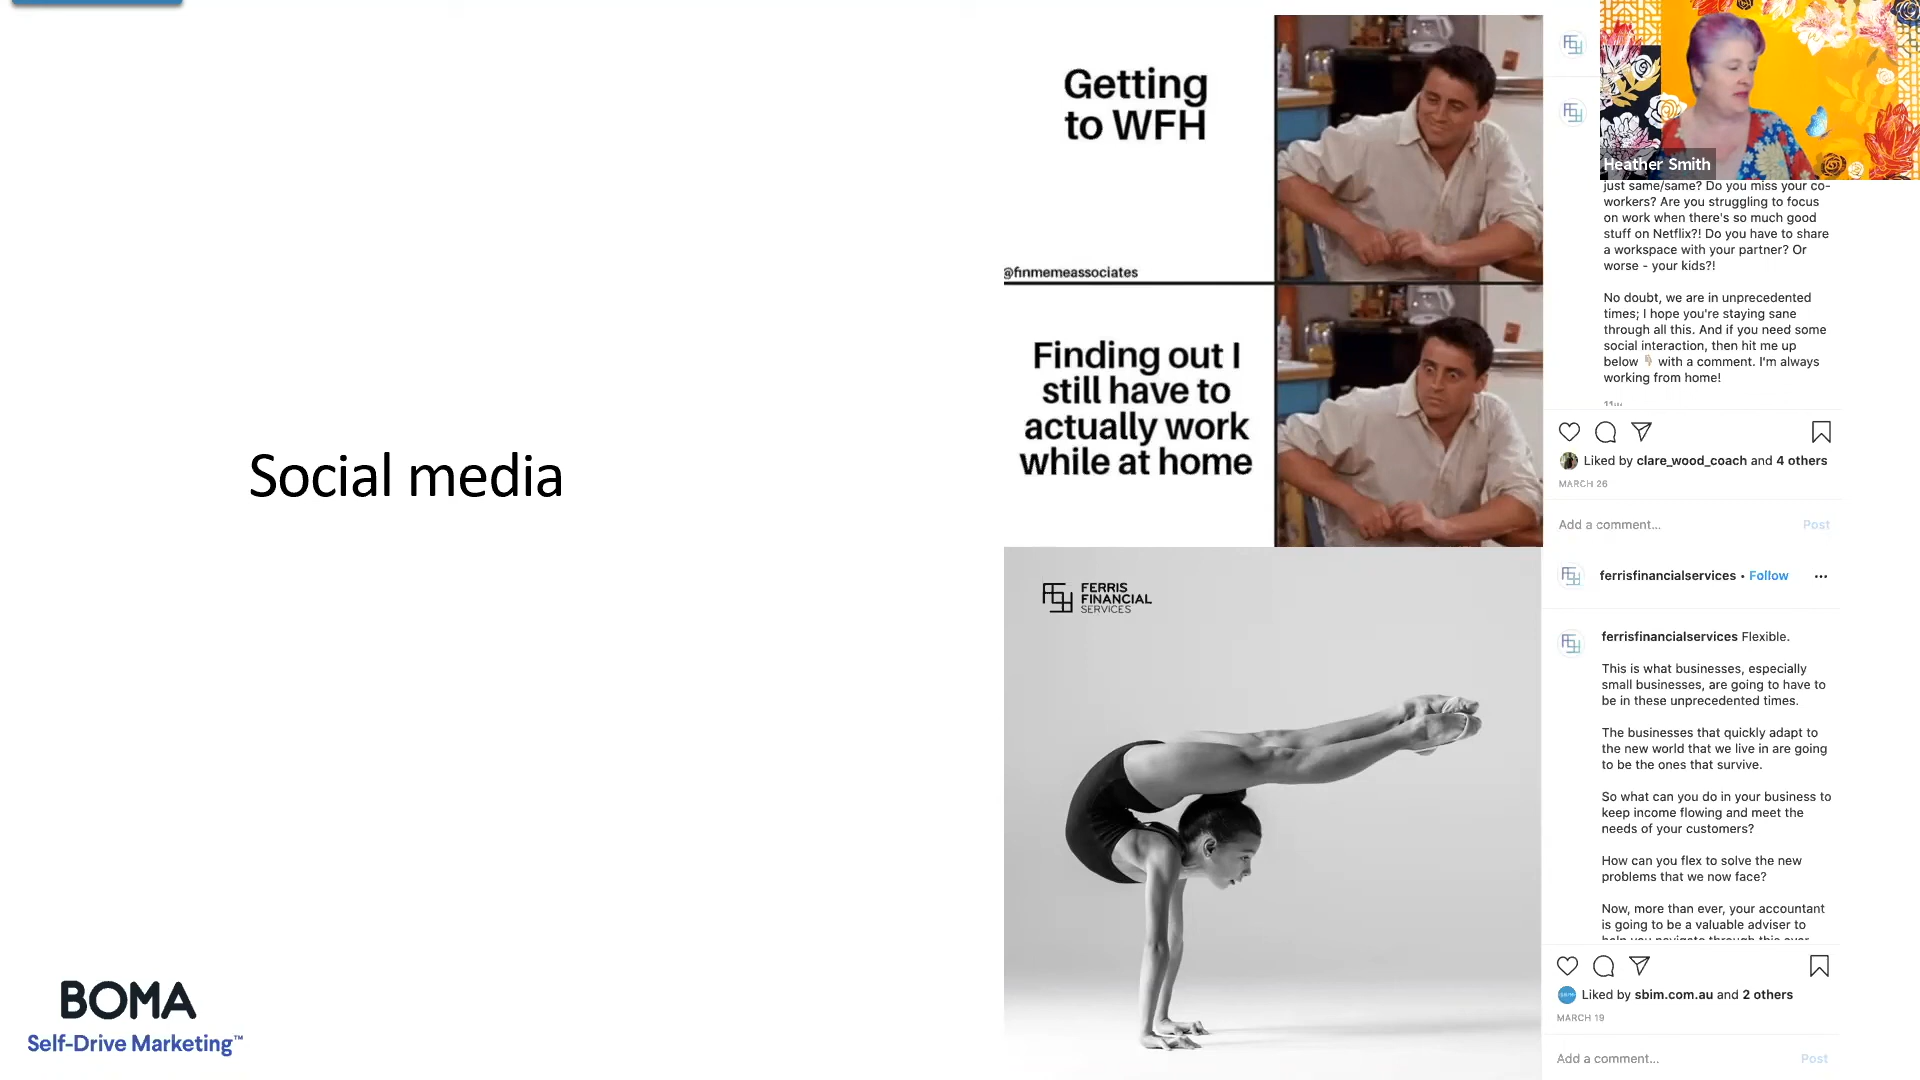 Social media
BOMA
Self-Drive Marketing™
Getting
to WFH
@finmemeassociates
Finding out I
still have to
actually work
while at home
Heather Smith
just same/same? Do you miss your co-
workers? Are you struggling to focus
on work when there's so much good
stuff on Netflix?! Do you have to share
a workspace with your partner? Or
worse - your kids?!
No doubt, we are in unprecedented
times; I hope you're staying sane
through all this. And if you need some
social interaction, then hit me up
below 👇🏼 with a comment. I'm always
working from home!
Liked by clare_wood_coach and 4 others
MARCH 26
Add a comment...
Post
FERRIS
FINANCIAL
SERVICES
ferrisfinancialservices • Follow
ferrisfinancialservices Flexible.
This is what businesses, especially
small businesses, are going to have to
be in these unprecedented times.
The businesses that quickly adapt to
the new world that we live in are going
to be the ones that survive.
So what can you do in your business to
keep income flowing and meet the
needs of your customers?
How can you flex to solve the new
problems that we now face?
Now, more than ever, your accountant
is going to be a valuable adviser to
Liked by sbim.com.au and 2 others
MARCH 19
Add a comment...
Post